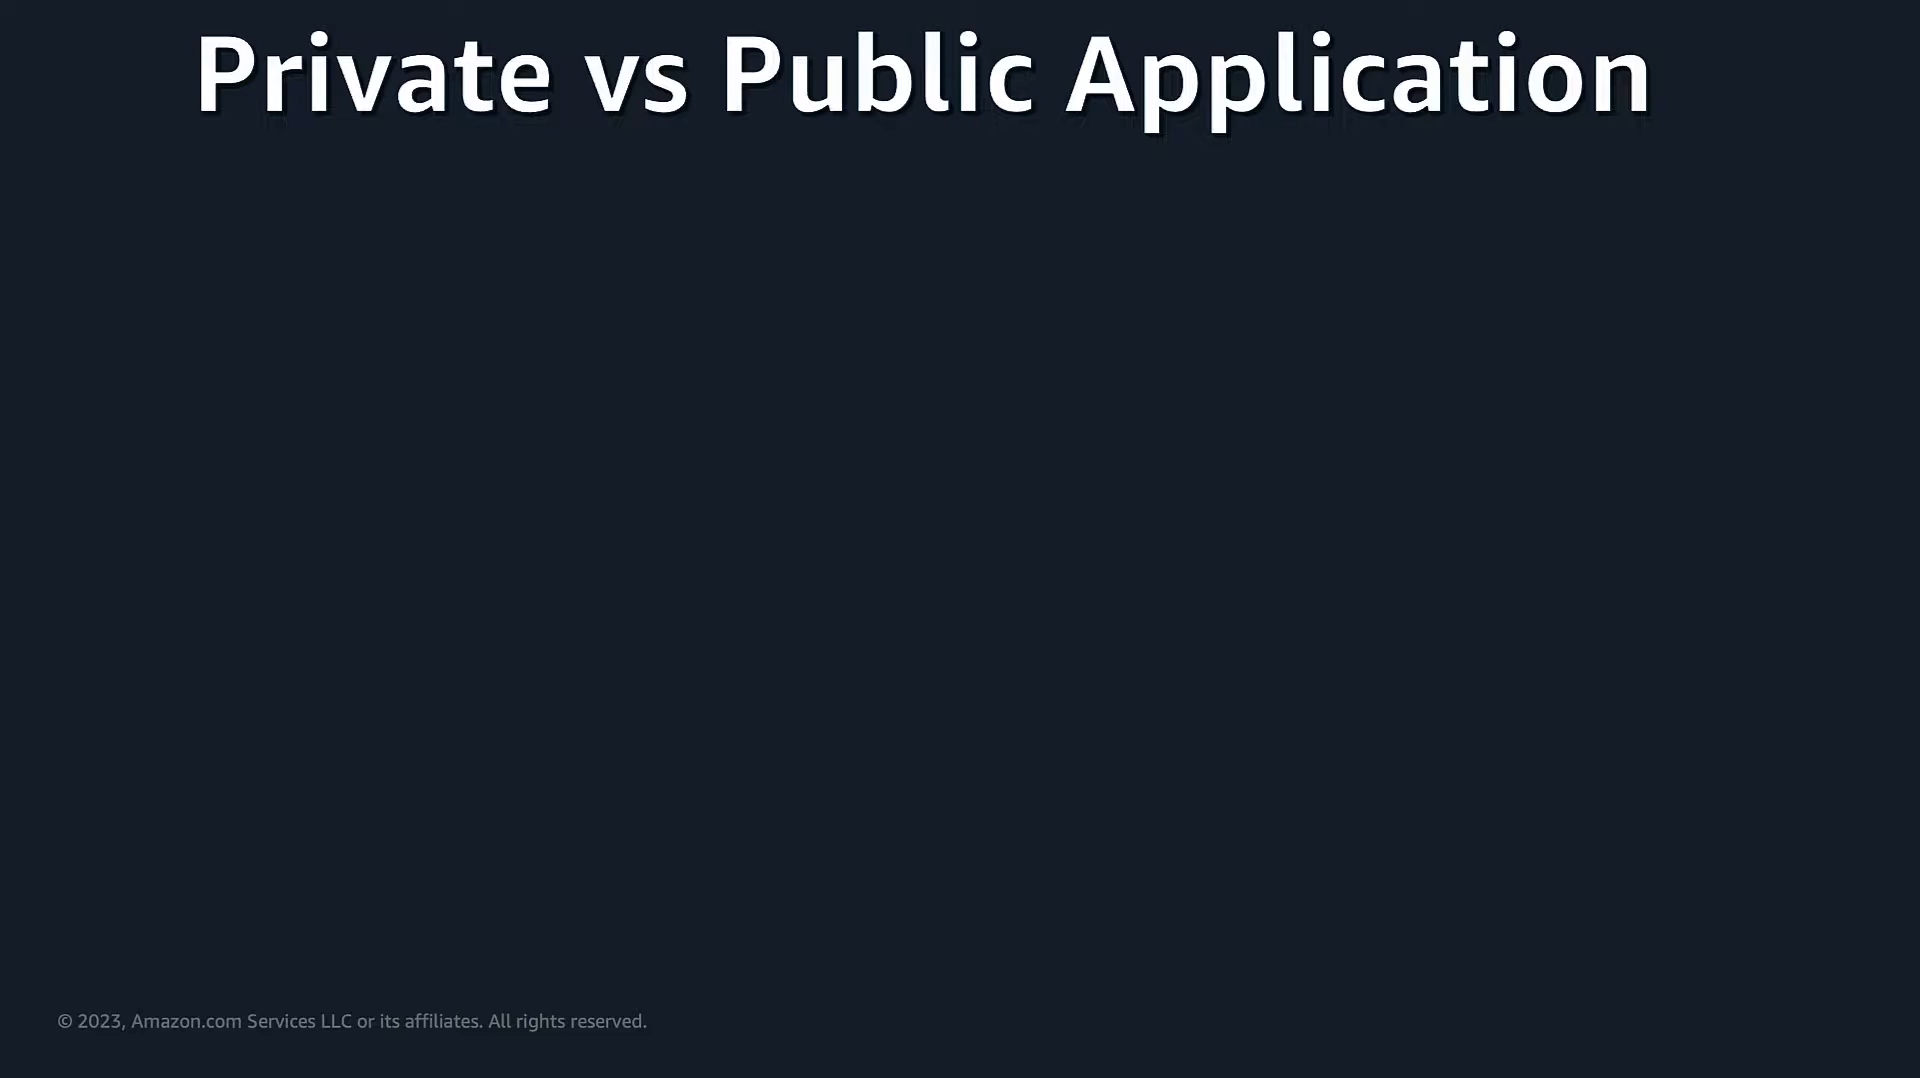 Private vs Public Application
© 2023, Amazon.com Services LLC or its affiliates. All rights reserved.